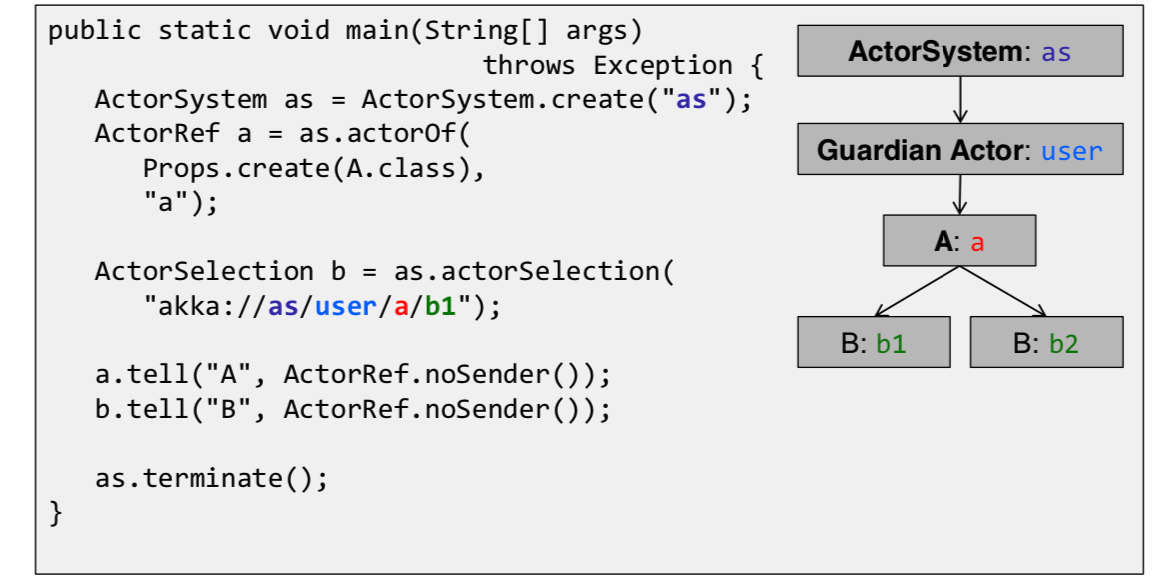 public static void main(String[] args)
throws Exception {
ActorSystem as = ActorSystem.create("as");
ActorRef a = as.actorOf(
Props.create(A.class),
"a");
ActorSelection b = as.actorSelection(
"akka://as/user/a/b1");
a.tell("A", ActorRef.noSender());
b.tell("B", ActorRef.noSender());
as.terminate();
}
ActorSystem: as
Guardian Actor: user
A: a
B: b1
B: b2